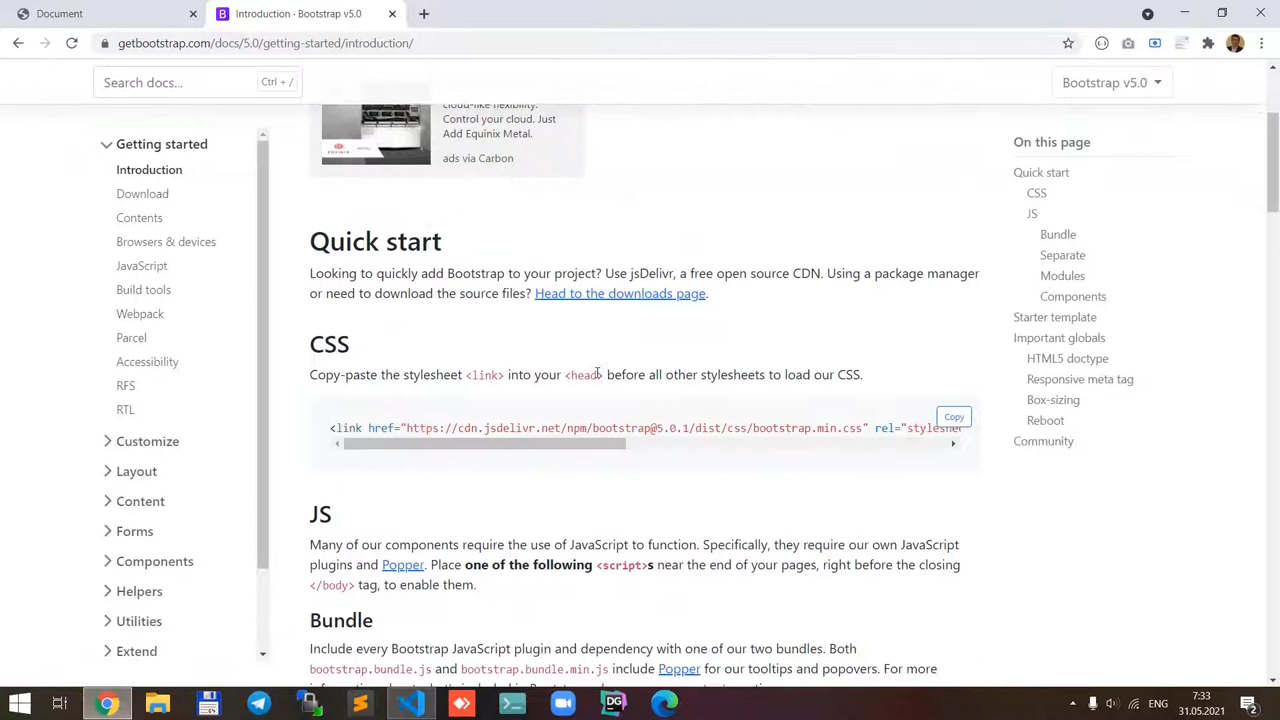 Document
Introduction · Bootstrap v5.0
getbootstrap.com/docs/5.0/getting-started/introduction/
Search docs...
Ctrl + /
Bootstrap v5.0
Getting started
Introduction
Download
Contents
Browsers & devices
JavaScript
Build tools
Webpack
Parcel
Accessibility
RFS
RTL
Customize
Layout
Content
Forms
Components
Helpers
Utilities
Extend
cloud-like flexibility.
Control your cloud. Just
Add Equinix Metal.
ads via Carbon
Quick start
Looking to quickly add Bootstrap to your project? Use jsDelivr, a free open source CDN. Using a package manager
or need to download the source files? Head to the downloads page.
CSS
Copy-paste the stylesheet <link> into your <head> before all other stylesheets to load our CSS.
Copy
<link href="https://cdn.jsdelivr.net/npm/bootstrap@5.0.1/dist/css/bootstrap.min.css" rel="styleshe
JS
Many of our components require the use of JavaScript to function. Specifically, they require our own JavaScript
plugins and Popper. Place one of the following <script>s near the end of your pages, right before the closing
</body> tag, to enable them.
Bundle
Include every Bootstrap JavaScript plugin and dependency with one of our two bundles. Both
bootstrap.bundle.js and bootstrap.bundle.min.js include Popper for our tooltips and popovers. For more
On this page
Quick start
CSS
JS
Bundle
Separate
Modules
Components
Starter template
Important globals
HTML5 doctype
Responsive meta tag
Box-sizing
Reboot
Community
DG
ENG
7:33
31.05.2021
2